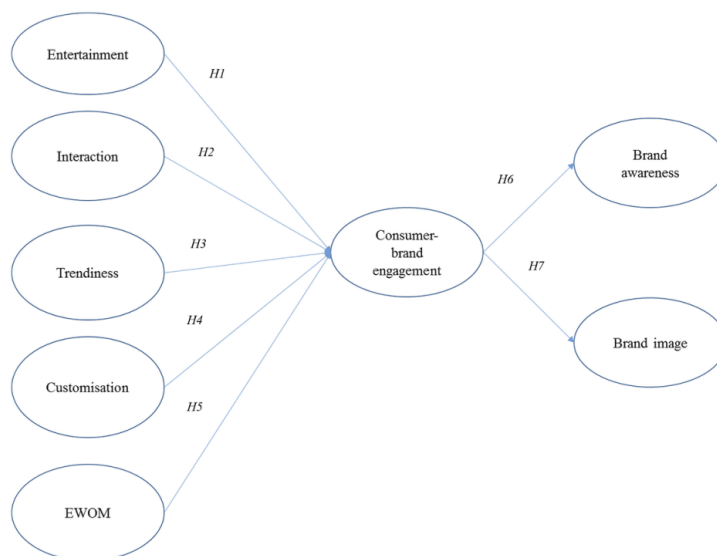 Entertainment
H1
Interaction
H2
Trendiness
H3
Customisation
H4
EWOM
H5
Consumer-
brand
engagement
H6
Brand
awareness
H7
Brand image